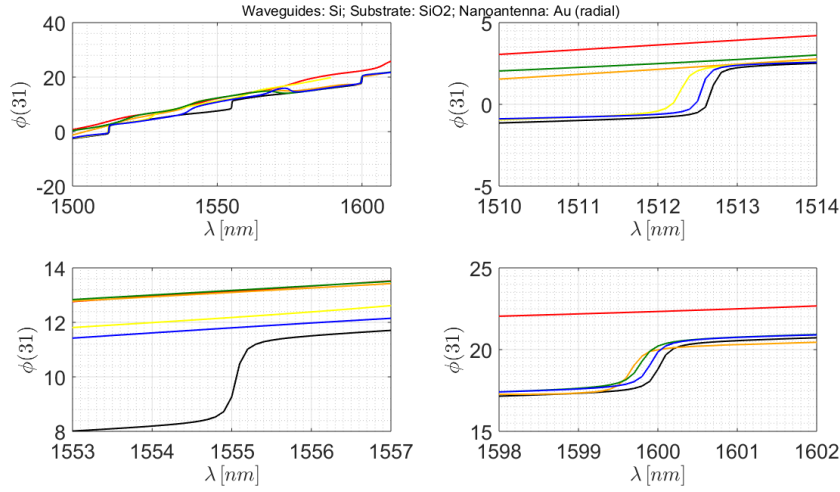 Waveguides: Si; Substrate: SiO2; Nanoantenna: Au (radial)
40
20
0
-20
ϕ(31)
1500 1550 1600
λ [nm]
10
5
0
-5
ϕ(31)
1510 1511 1512 1513 1514
λ [nm]
14
12
10
8
ϕ(31)
1553 1554 1555 1556 1557
λ [nm]
25
20
15
ϕ(31)
1598 1599 1600 1601 1602
λ [nm]